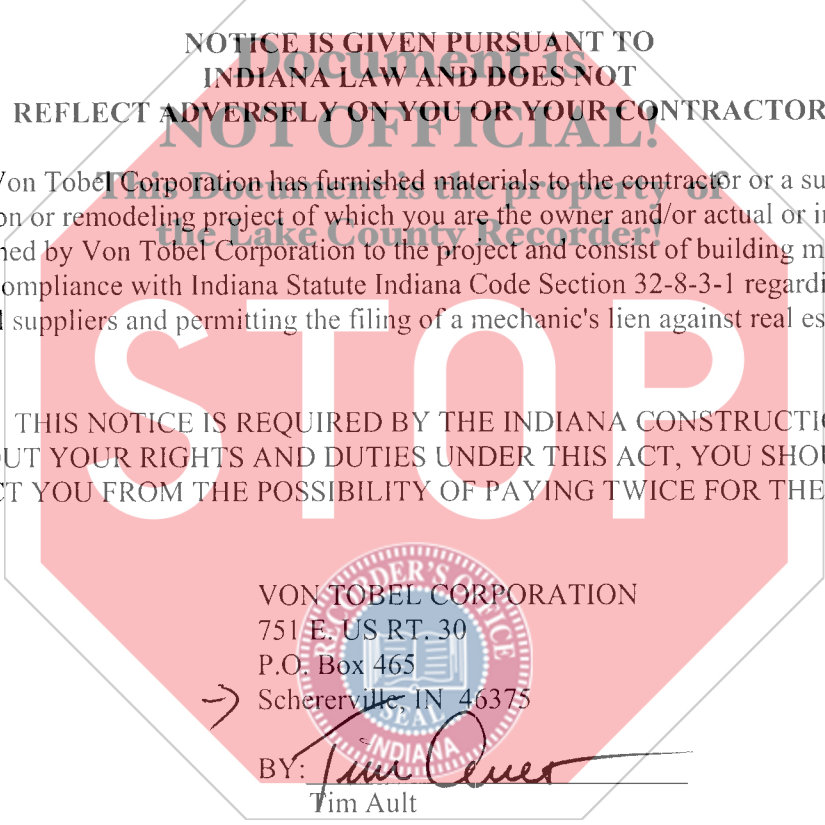 NOTICE IS GIVEN PURSUANT TO
Document is
INDIANA LAW AND DOES NOT
REFLECT ADVERSELY ON YOU OR YOUR CONTRACTOR
NOT OFFICIAL!
Von Tobel Corporation has furnished materials to the contractor or a su
This Document is the property of
on or remodeling project of which you are the owner and/or actual or in
the Lake County Recorder!
ned by Von Tobel Corporation to the project and consist of building m
ompliance with Indiana Statute Indiana Code Section 32-8-3-1 regardi
d suppliers and permitting the filing of a mechanic's lien against real es
STOP
THIS NOTICE IS REQUIRED BY THE INDIANA CONSTRUCTIO
OUT YOUR RIGHTS AND DUTIES UNDER THIS ACT, YOU SHOU
CT YOU FROM THE POSSIBILITY OF PAYING TWICE FOR THE
RECORDER'S OFFICE
VON TOBEL CORPORATION
751 E. US RT. 30
P.O. Box 465
Schererville, IN 46375
SEAL
INDIANA
BY: Tim Ault
Tim Ault